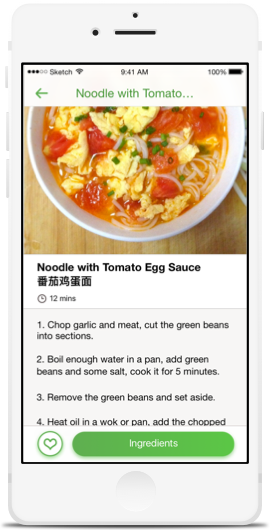 Sketch 9:41 AM 100%
Noodle with Tomato…
Noodle with Tomato Egg Sauce
番茄鸡蛋面
12 mins
1. Chop garlic and meat, cut the green beans
into sections.
2. Boil enough water in a pan, add green
beans and some salt, cook it for 5 minutes.
3. Remove the green beans and set aside.
4. Heat oil in a wok or pan, add the chopped
Ingredients